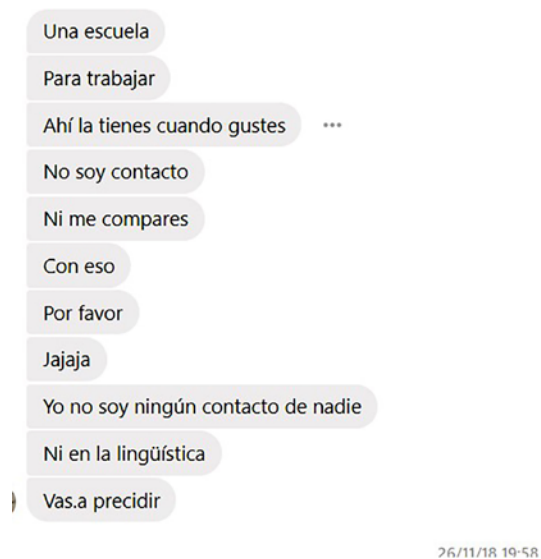 Una escuela
Para trabajar
Ahí la tienes cuando gustes
No soy contacto
Ni me compares
Con eso
Por favor
Jajaja
Yo no soy ningún contacto de nadie
Ni en la lingüística
Vas.a precidir
26/11/18 19:58